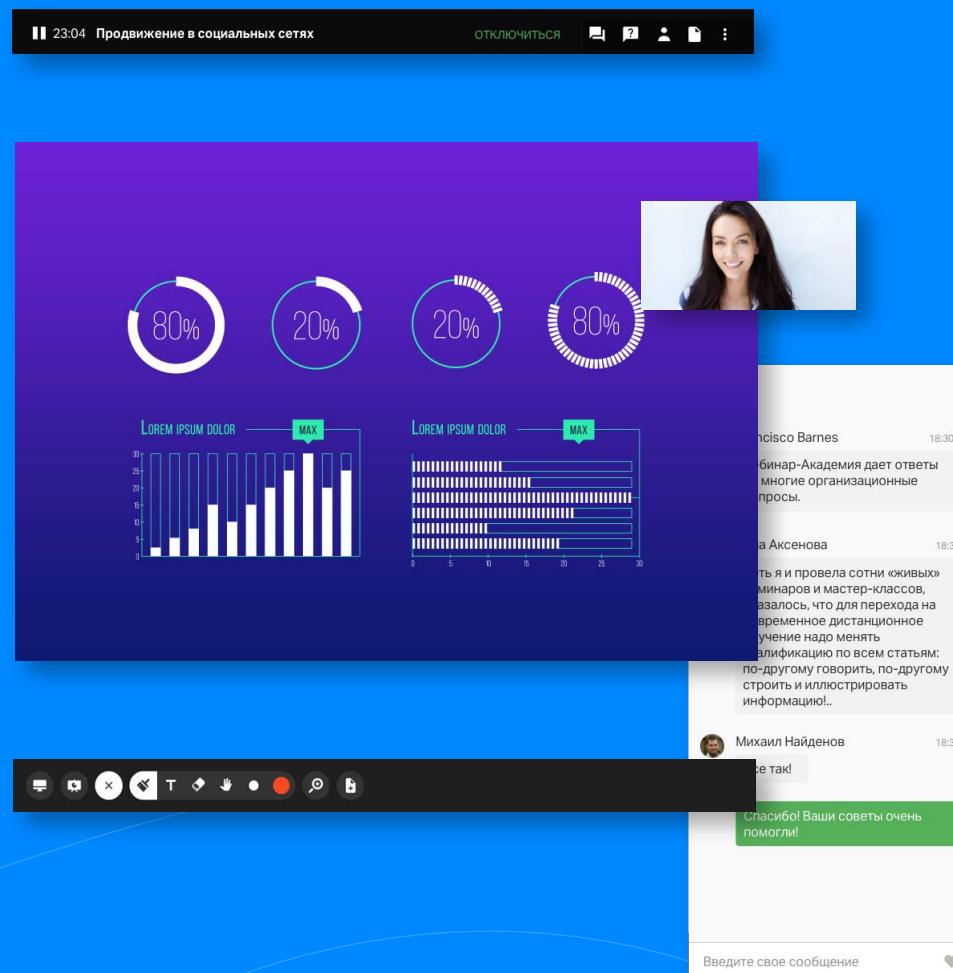 23:04 Продвижение в социальных сетях
ОТКЛЮЧИТЬСЯ
80%
20%
20%
80%
LOREM IPSUM DOLOR
MAX
30
25
20
15
10
5
0
LOREM IPSUM DOLOR
MAX
0 5 10 15 20 25 30
ncisco Barnes 18:30
бинар-Академия дает ответы
многие организационные
просы.
а Аксенова 18:3
ть я и провела сотни «живых»
минаров и мастер-классов,
азалось, что для перехода на
временное дистанционное
учение надо менять
алификацию по всем статьям:
по-другому говорить, по-другому
строить и иллюстрировать
информацию!..
Михаил Найденов 18:3
се так!
Спасибо! Ваши советы очень
помогли!
T
Введите свое сообщение